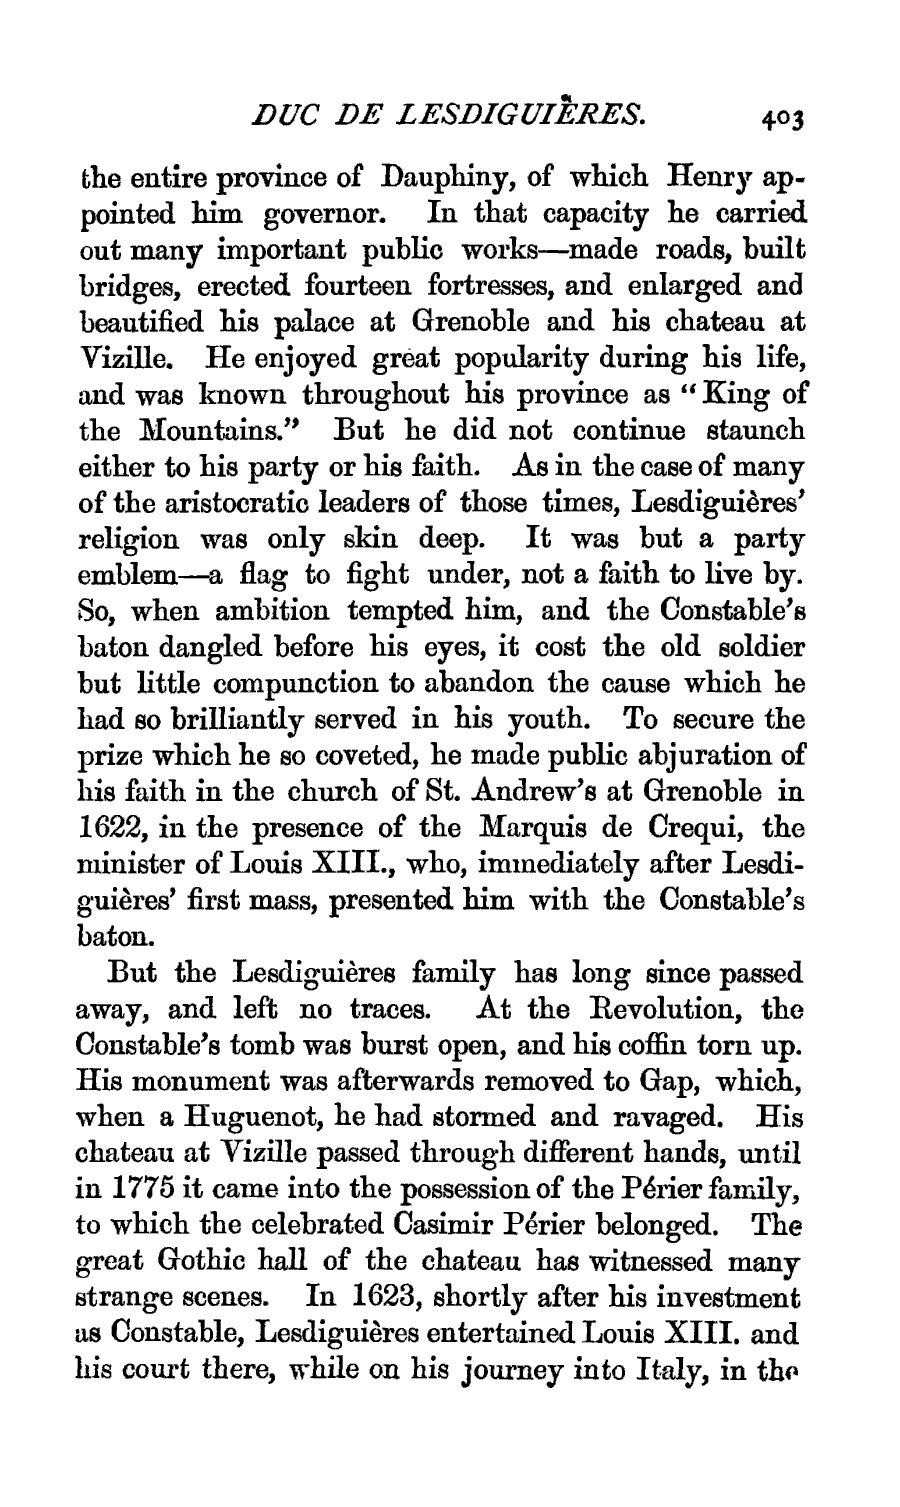 DUC DE LESDIGUIÈRES. 403
the entire province of Dauphiny, of which Henry ap-
pointed him governor. In that capacity he carried
out many important public works—made roads, built
bridges, erected fourteen fortresses, and enlarged and
beautified his palace at Grenoble and his chateau at
Vizille. He enjoyed great popularity during his life,
and was known throughout his province as "King of
the Mountains." But he did not continue staunch
either to his party or his faith. As in the case of many
of the aristocratic leaders of those times, Lesdiguières'
religion was only skin deep. It was but a party
emblem—a flag to fight under, not a faith to live by.
So, when ambition tempted him, and the Constable's
baton dangled before his eyes, it cost the old soldier
but little compunction to abandon the cause which he
had so brilliantly served in his youth. To secure the
prize which he so coveted, he made public abjuration of
his faith in the church of St. Andrew's at Grenoble in
1622, in the presence of the Marquis de Crequi, the
minister of Louis XIII., who, immediately after Lesdi-
guières' first mass, presented him with the Constable's
baton.
But the Lesdiguières family has long since passed
away, and left no traces. At the Revolution, the
Constable's tomb was burst open, and his coffin torn up.
His monument was afterwards removed to Gap, which,
when a Huguenot, he had stormed and ravaged. His
chateau at Vizille passed through different hands, until
in 1775 it came into the possession of the Périer family,
to which the celebrated Casimir Périer belonged. The
great Gothic hall of the chateau has witnessed many
strange scenes. In 1623, shortly after his investment
as Constable, Lesdiguières entertained Louis XIII. and
his court there, while on his journey into Italy, in the